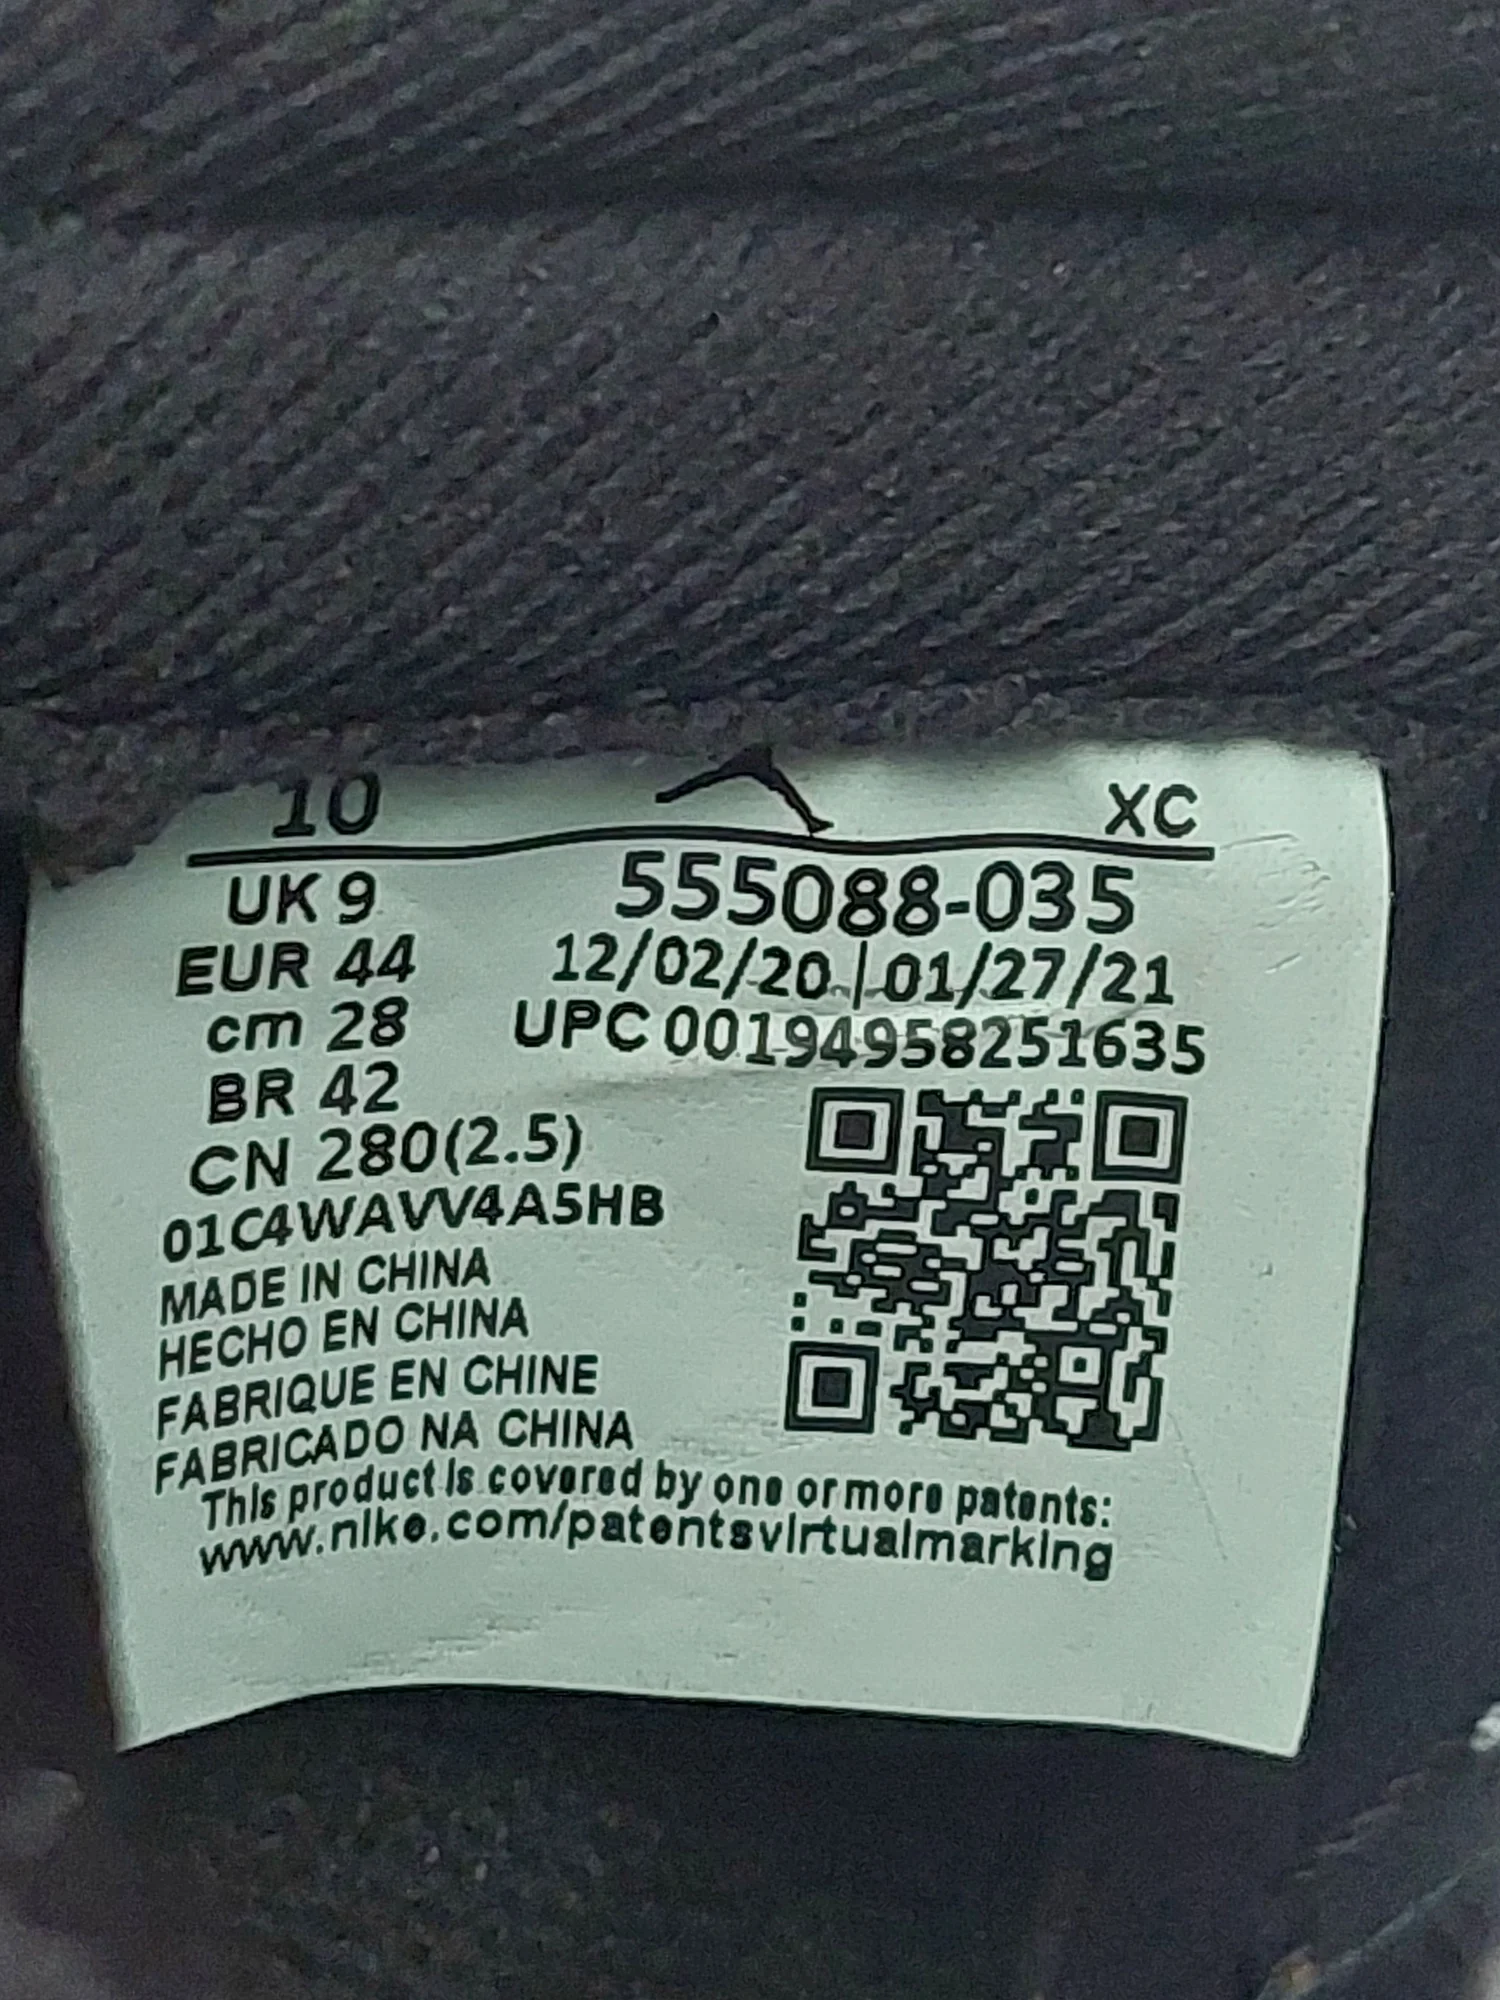 10 XC
UK 9 555088-035
EUR 44 12/02/20 | 01/27/21
cm 28 UPC 00194958251635
BR 42
CN 280(2.5)
01C4WAVV4A5HB
MADE IN CHINA
HECHO EN CHINA
FABRIQUE EN CHINE
FABRICADO NA CHINA
This product is covered by one or more patents:
www.nike.com/patentsvirtualmarking